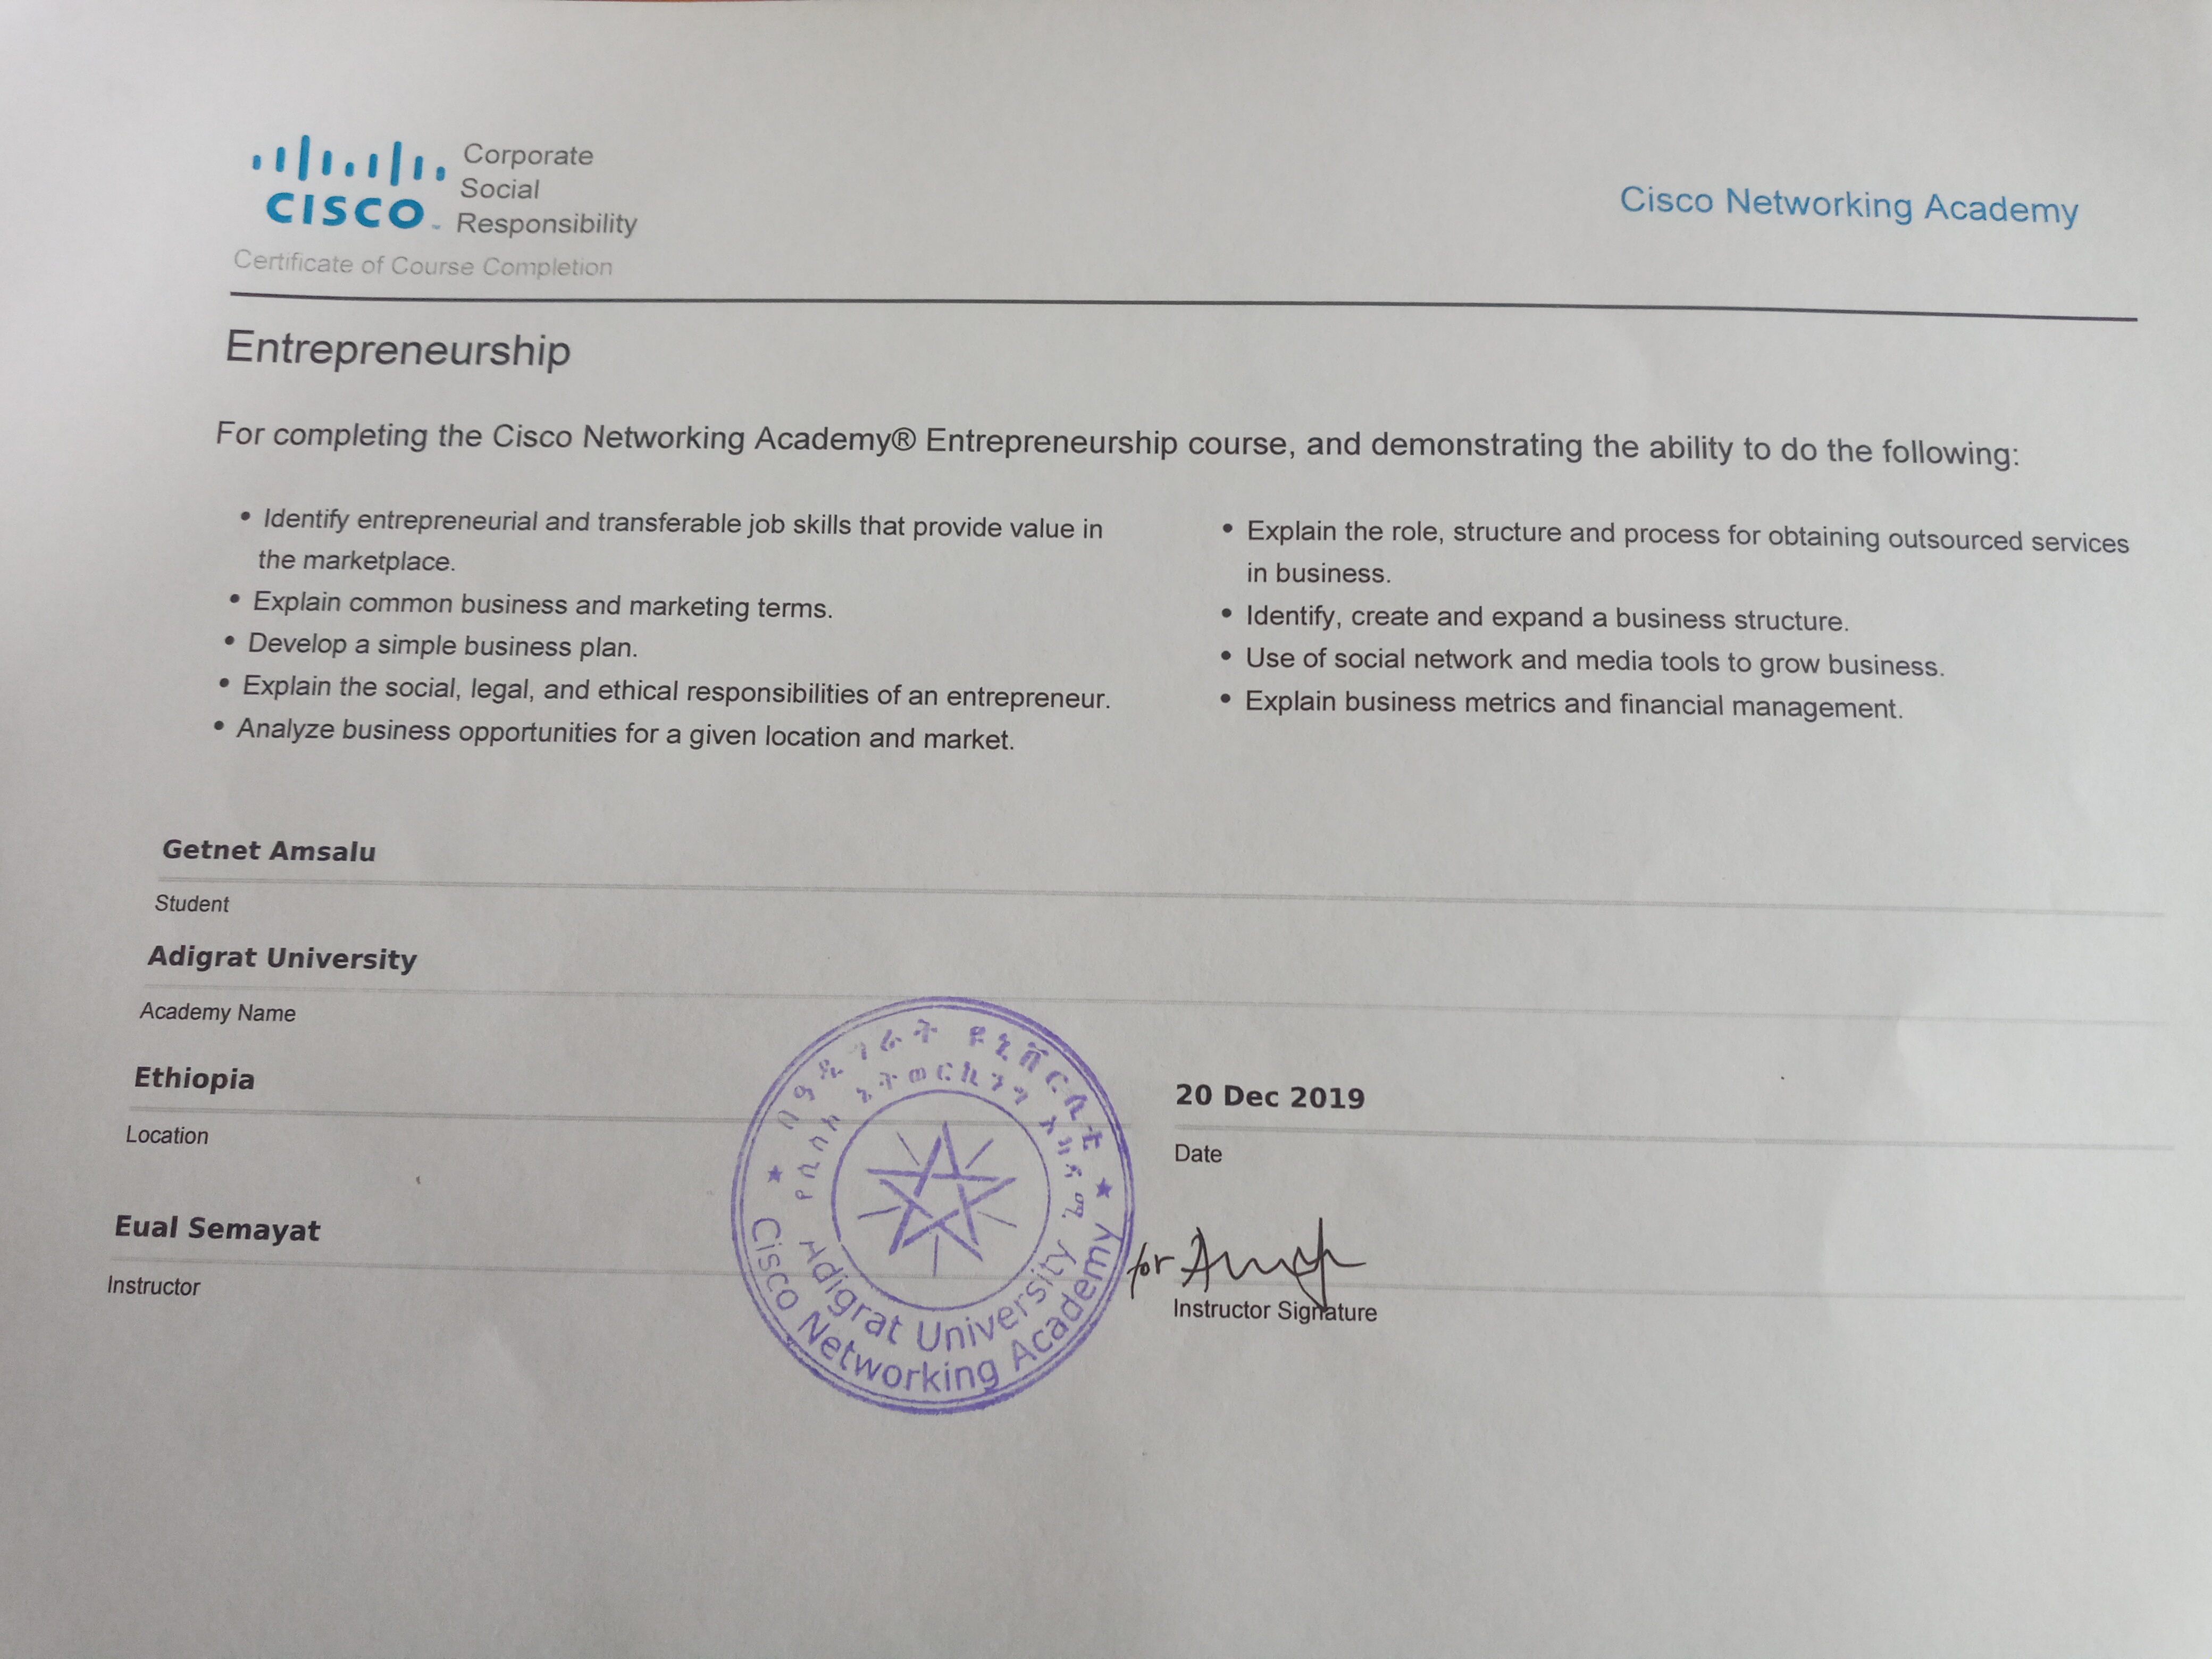 CISCO
Corporate
Social
Responsibility
Cisco Networking Academy
Certificate of Course Completion
Entrepreneurship
For completing the Cisco Networking Academy® Entrepreneurship course, and demonstrating the ability to do the following:
• Identify entrepreneurial and transferable job skills that provide value in
the marketplace.
• Explain common business and marketing terms.
• Develop a simple business plan.
• Explain the social, legal, and ethical responsibilities of an entrepreneur.
• Analyze business opportunities for a given location and market.
• Explain the role, structure and process for obtaining outsourced services
in business.
• Identify, create and expand a business structure.
• Use of social network and media tools to grow business.
• Explain business metrics and financial management.
Getnet Amsalu
Student
Adigrat University
Academy Name
Ethiopia
Location
20 Dec 2019
Date
Eual Semayat
Instructor
for
Instructor Signature
በዓዲግራት ዩኒቨርሲቲ
የሲስኮ ኔትወርኪንግ አካዳሚ
Adigrat University
Cisco Networking Academy